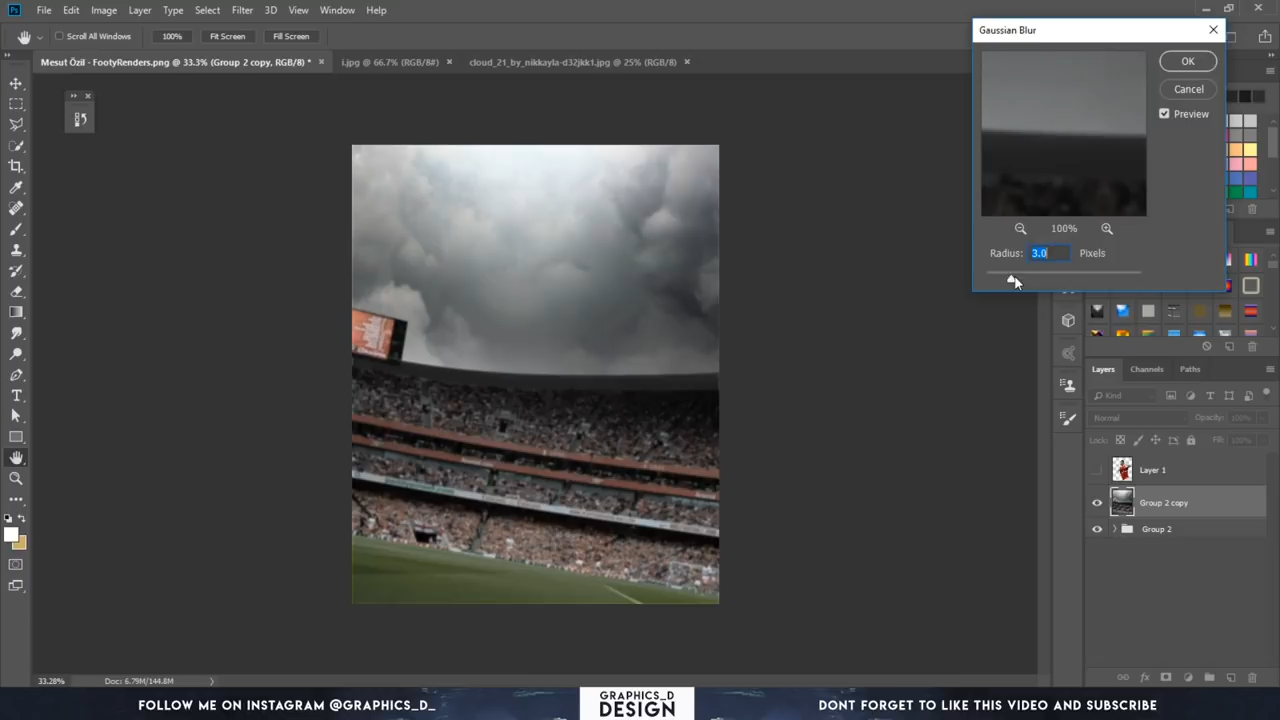 Ps File Edit Image Layer Type Select Filter 3D View Window Help
Scroll All Windows 100% Fit Screen Fill Screen
Mesut Özil - FootyRenders.png @ 33.3% (Group 2 copy, RGB/8) * × i.jpg @ 66.7% (RGB/8#) × cloud_21_by_nikkayla-d32jkk1.jpg @ 25% (RGB/8) ×
Gaussian Blur
OK
Cancel
Preview
100%
Radius: 3.0 Pixels
Layers Channels Paths
Kind
Normal Opacity: 100%
Lock: Fill: 100%
Layer 1
Group 2 copy
Group 2
33.28% Doc: 6.79M/144.8M
FOLLOW ME ON INSTAGRAM @GRAPHICS_D_
GRAPHICS_D
DESIGN
DONT FORGET TO LIKE THIS VIDEO AND SUBSCRIBE